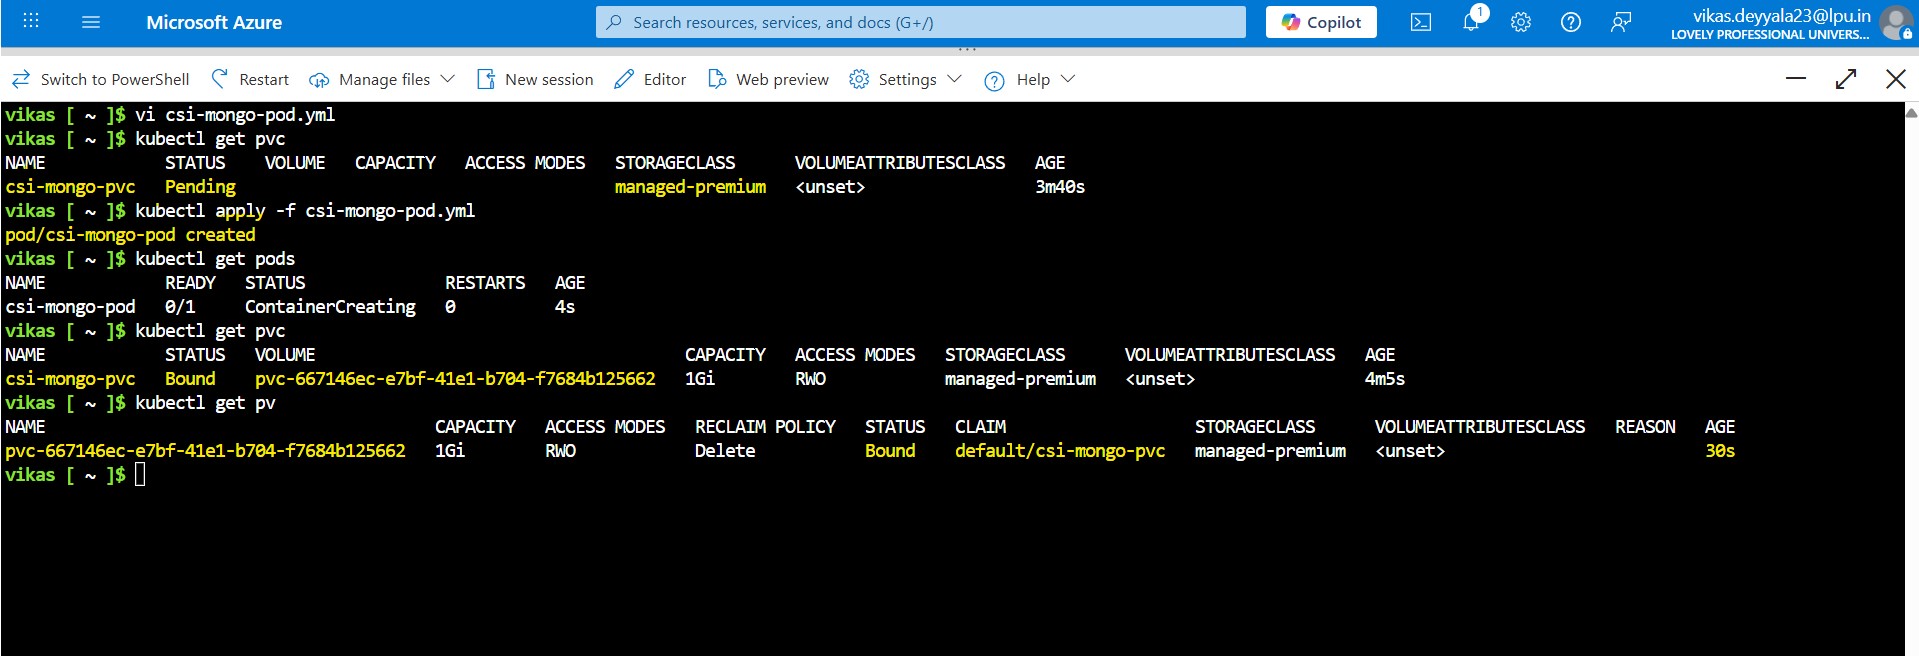 Microsoft Azure
Search resources, services, and docs (G+/)
Copilot
1
vikas.deyyala23@lpu.in
LOVELY PROFESSIONAL UNIVERS...
Switch to PowerShell Restart Manage files New session Editor Web preview Settings Help
vikas [ ~ ]$ vi csi-mongo-pod.yml
vikas [ ~ ]$ kubectl get pvc
NAME STATUS VOLUME CAPACITY ACCESS MODES STORAGECLASS VOLUMEATTRIBUTESCLASS AGE
csi-mongo-pvc Pending managed-premium <unset> 3m40s
vikas [ ~ ]$ kubectl apply -f csi-mongo-pod.yml
pod/csi-mongo-pod created
vikas [ ~ ]$ kubectl get pods
NAME READY STATUS RESTARTS AGE
csi-mongo-pod 0/1 ContainerCreating 0 4s
vikas [ ~ ]$ kubectl get pvc
NAME STATUS VOLUME CAPACITY ACCESS MODES STORAGECLASS VOLUMEATTRIBUTESCLASS AGE
csi-mongo-pvc Bound pvc-667146ec-e7bf-41e1-b704-f7684b125662 1Gi RWO managed-premium <unset> 4m5s
vikas [ ~ ]$ kubectl get pv
NAME CAPACITY ACCESS MODES RECLAIM POLICY STATUS CLAIM STORAGECLASS VOLUMEATTRIBUTESCLASS REASON AGE
pvc-667146ec-e7bf-41e1-b704-f7684b125662 1Gi RWO Delete Bound default/csi-mongo-pvc managed-premium <unset> 30s
vikas [ ~ ]$